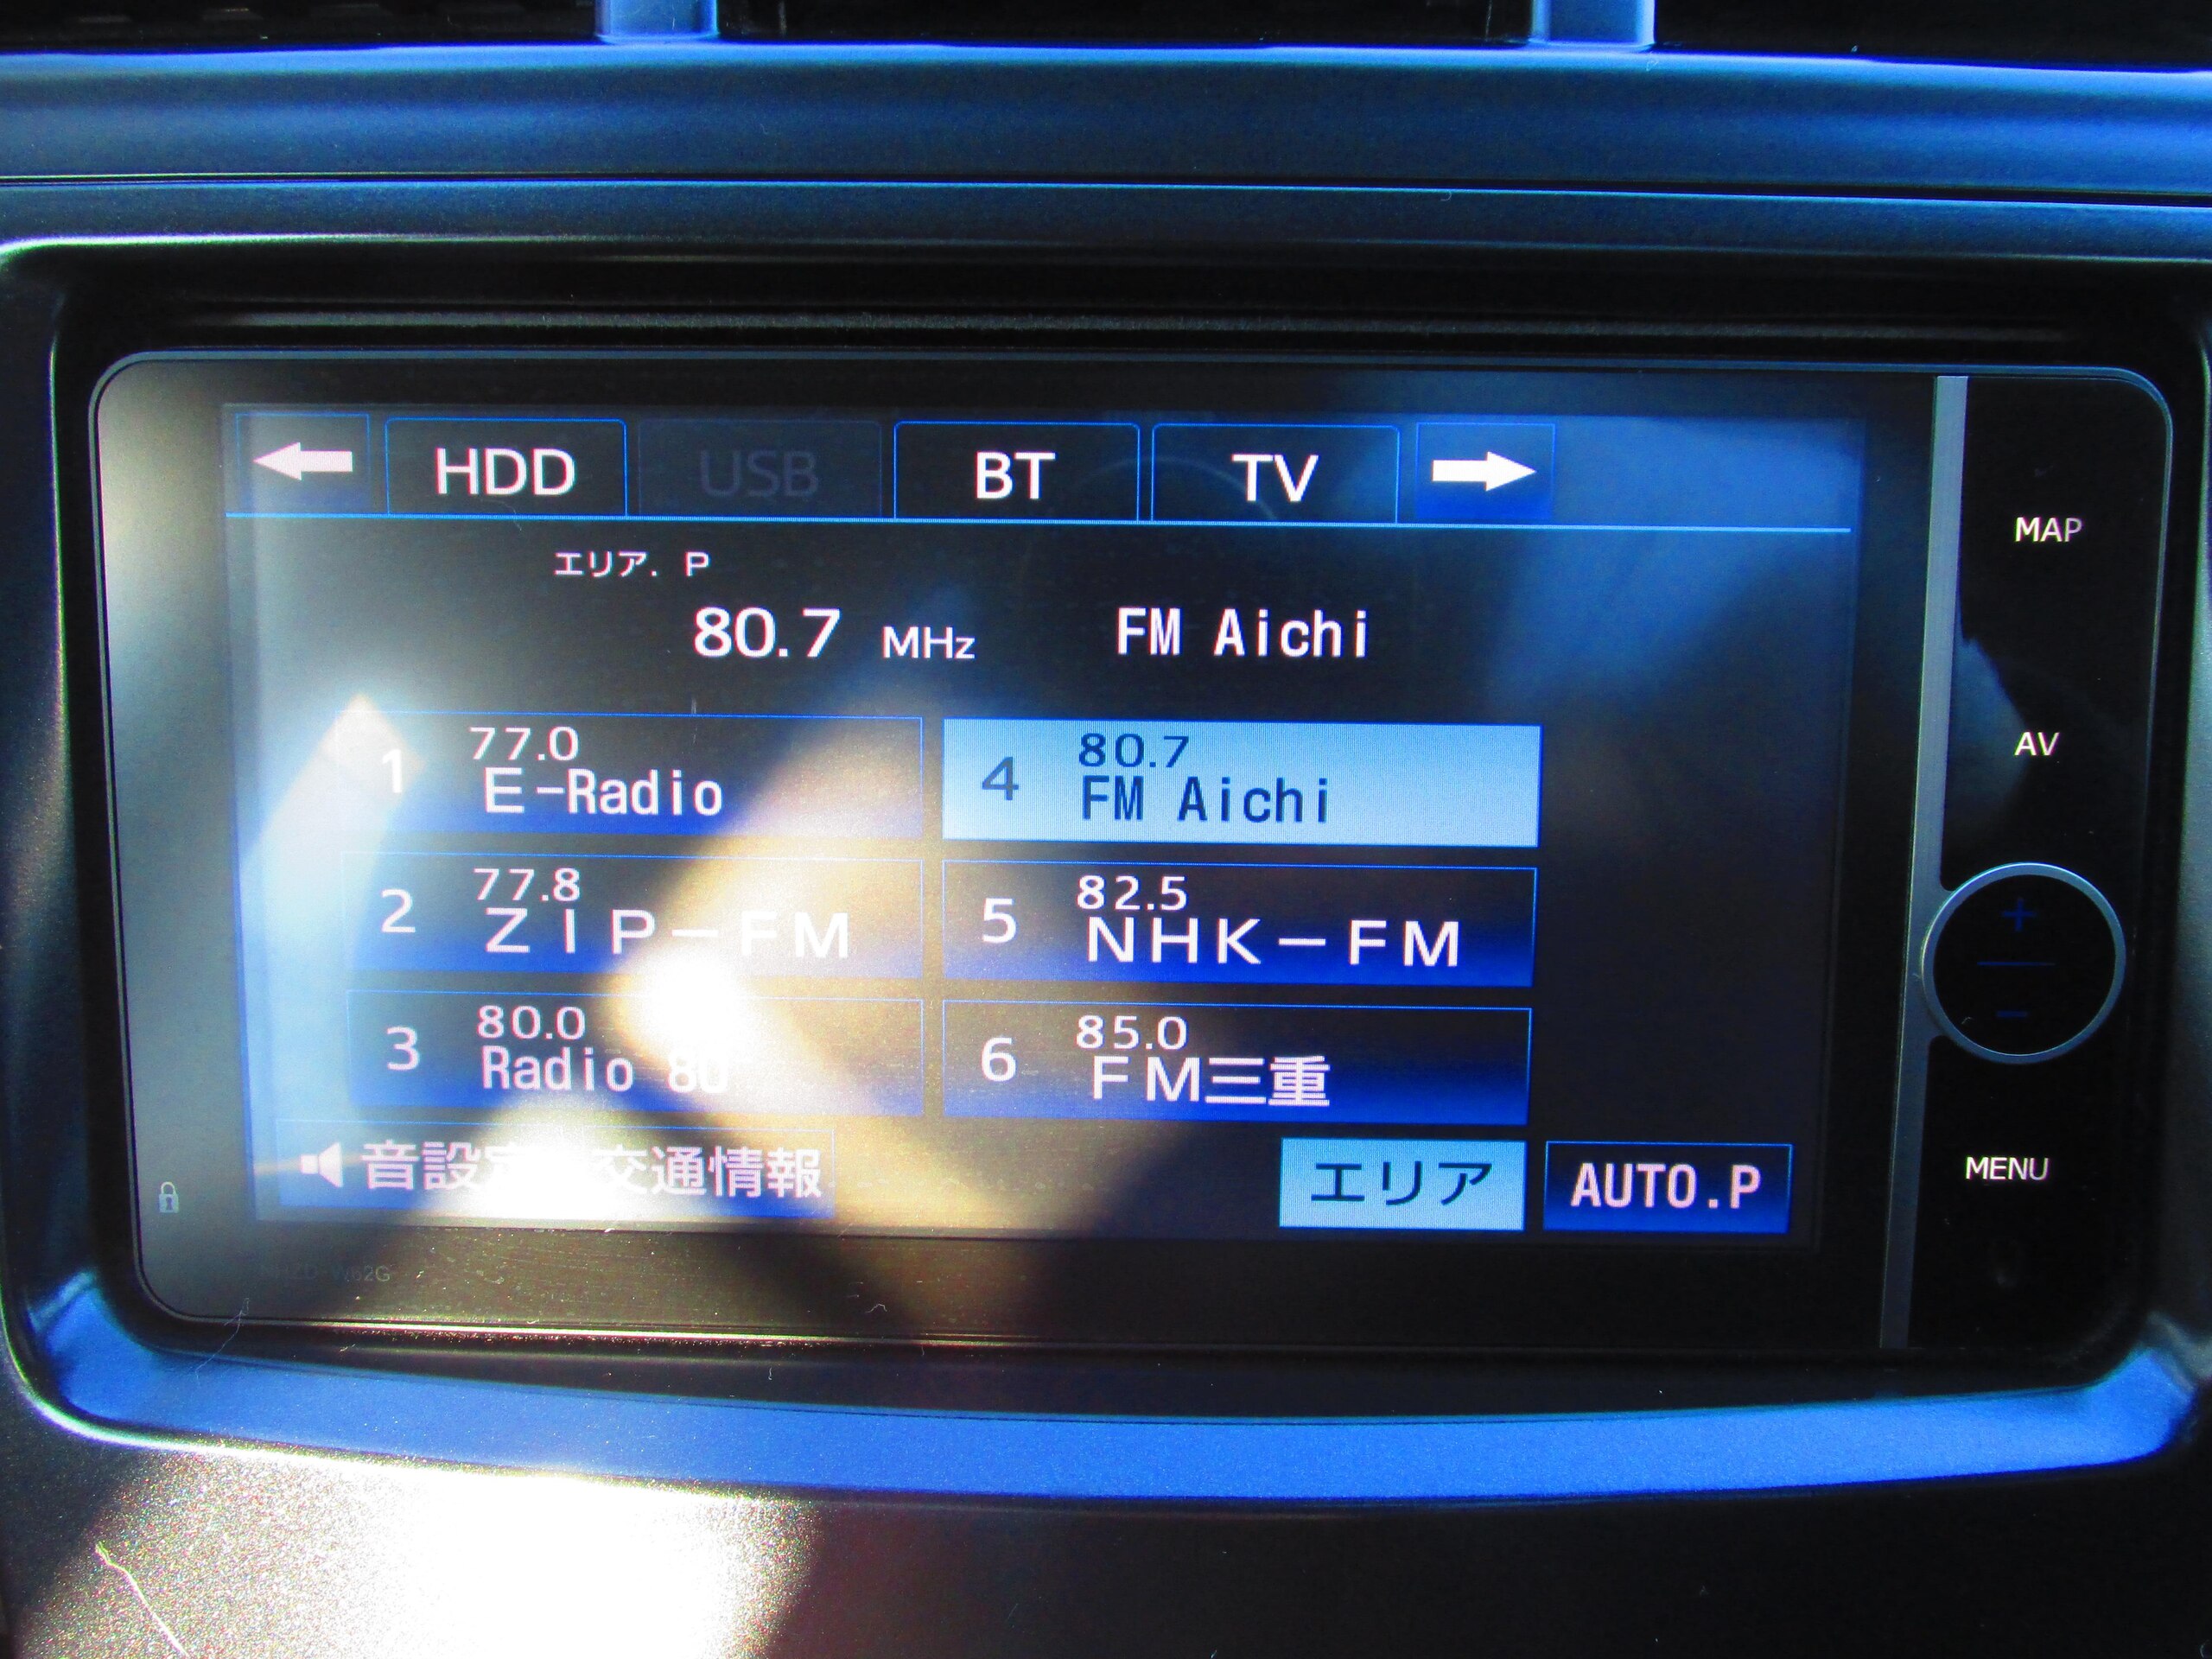 HDD USB BT TV
エリア. P
80.7 MHz FM Aichi
1 77.0 E-Radio
4 80.7 FM Aichi
2 77.8 ZIP-FM
5 82.5 NHK-FM
3 80.0 Radio 80
6 85.0 FM三重
音設定 交通情報
エリア AUTO.P
MAP
AV
+
-
MENU